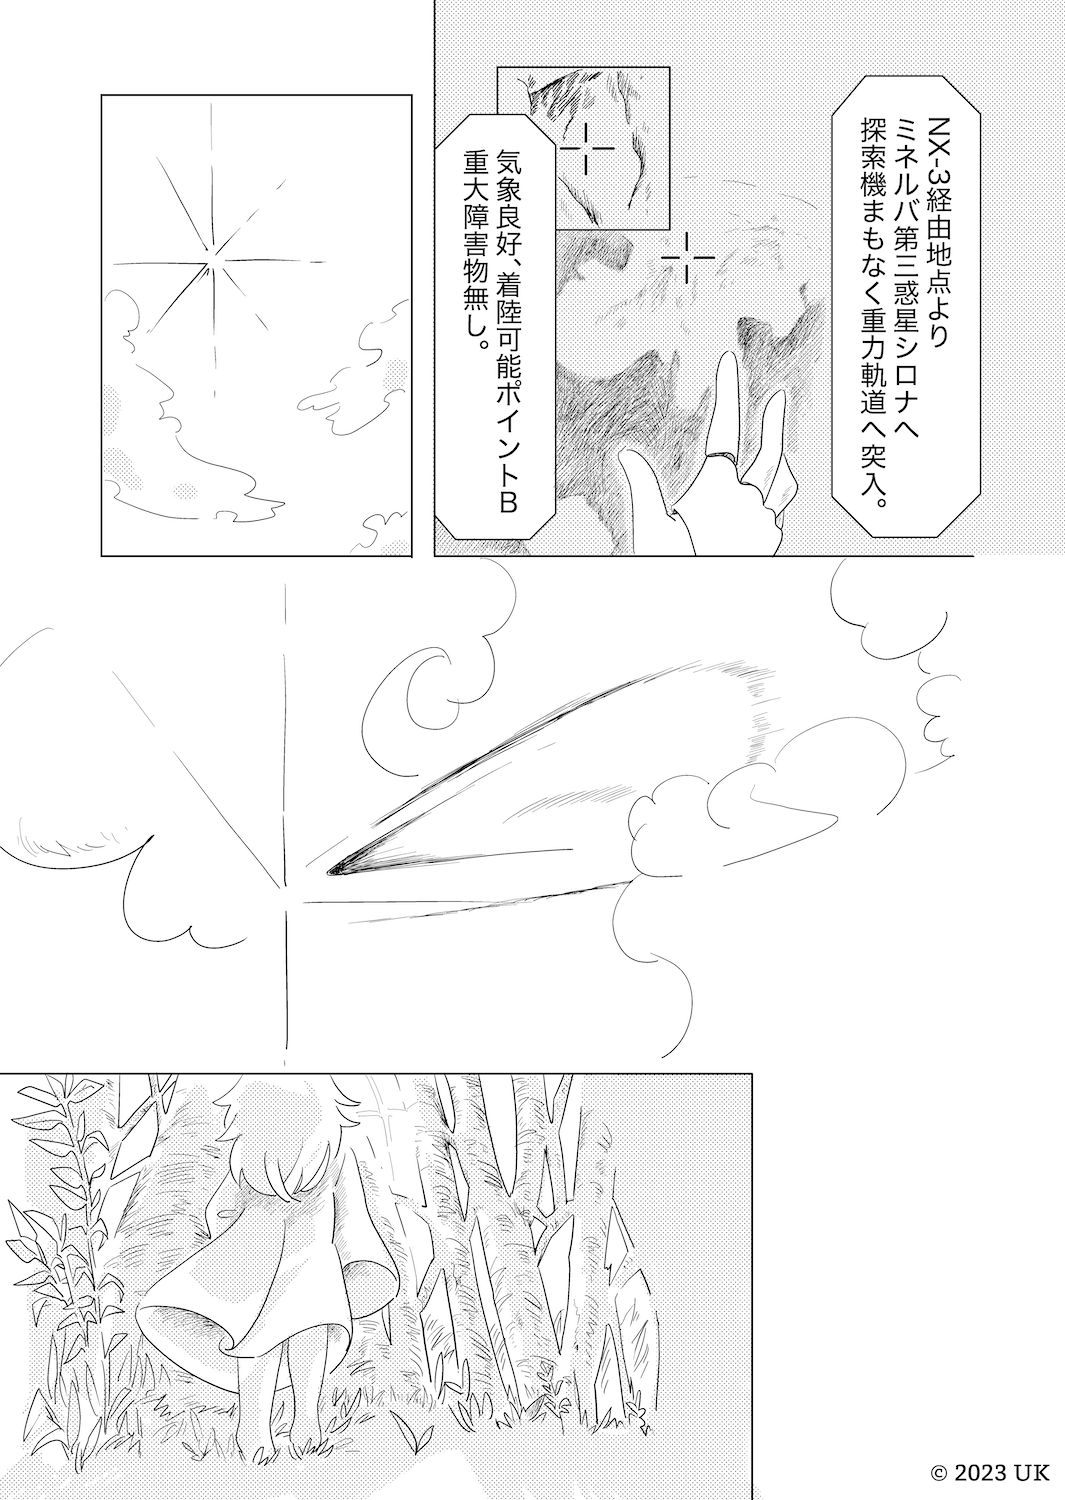 NX-3経由地点より
ミネルバ第三惑星シロナへ
探索機まもなく重力軌道へ突入。
気象良好、着陸可能ポイントB
重大障害物無し。
© 2023 UK